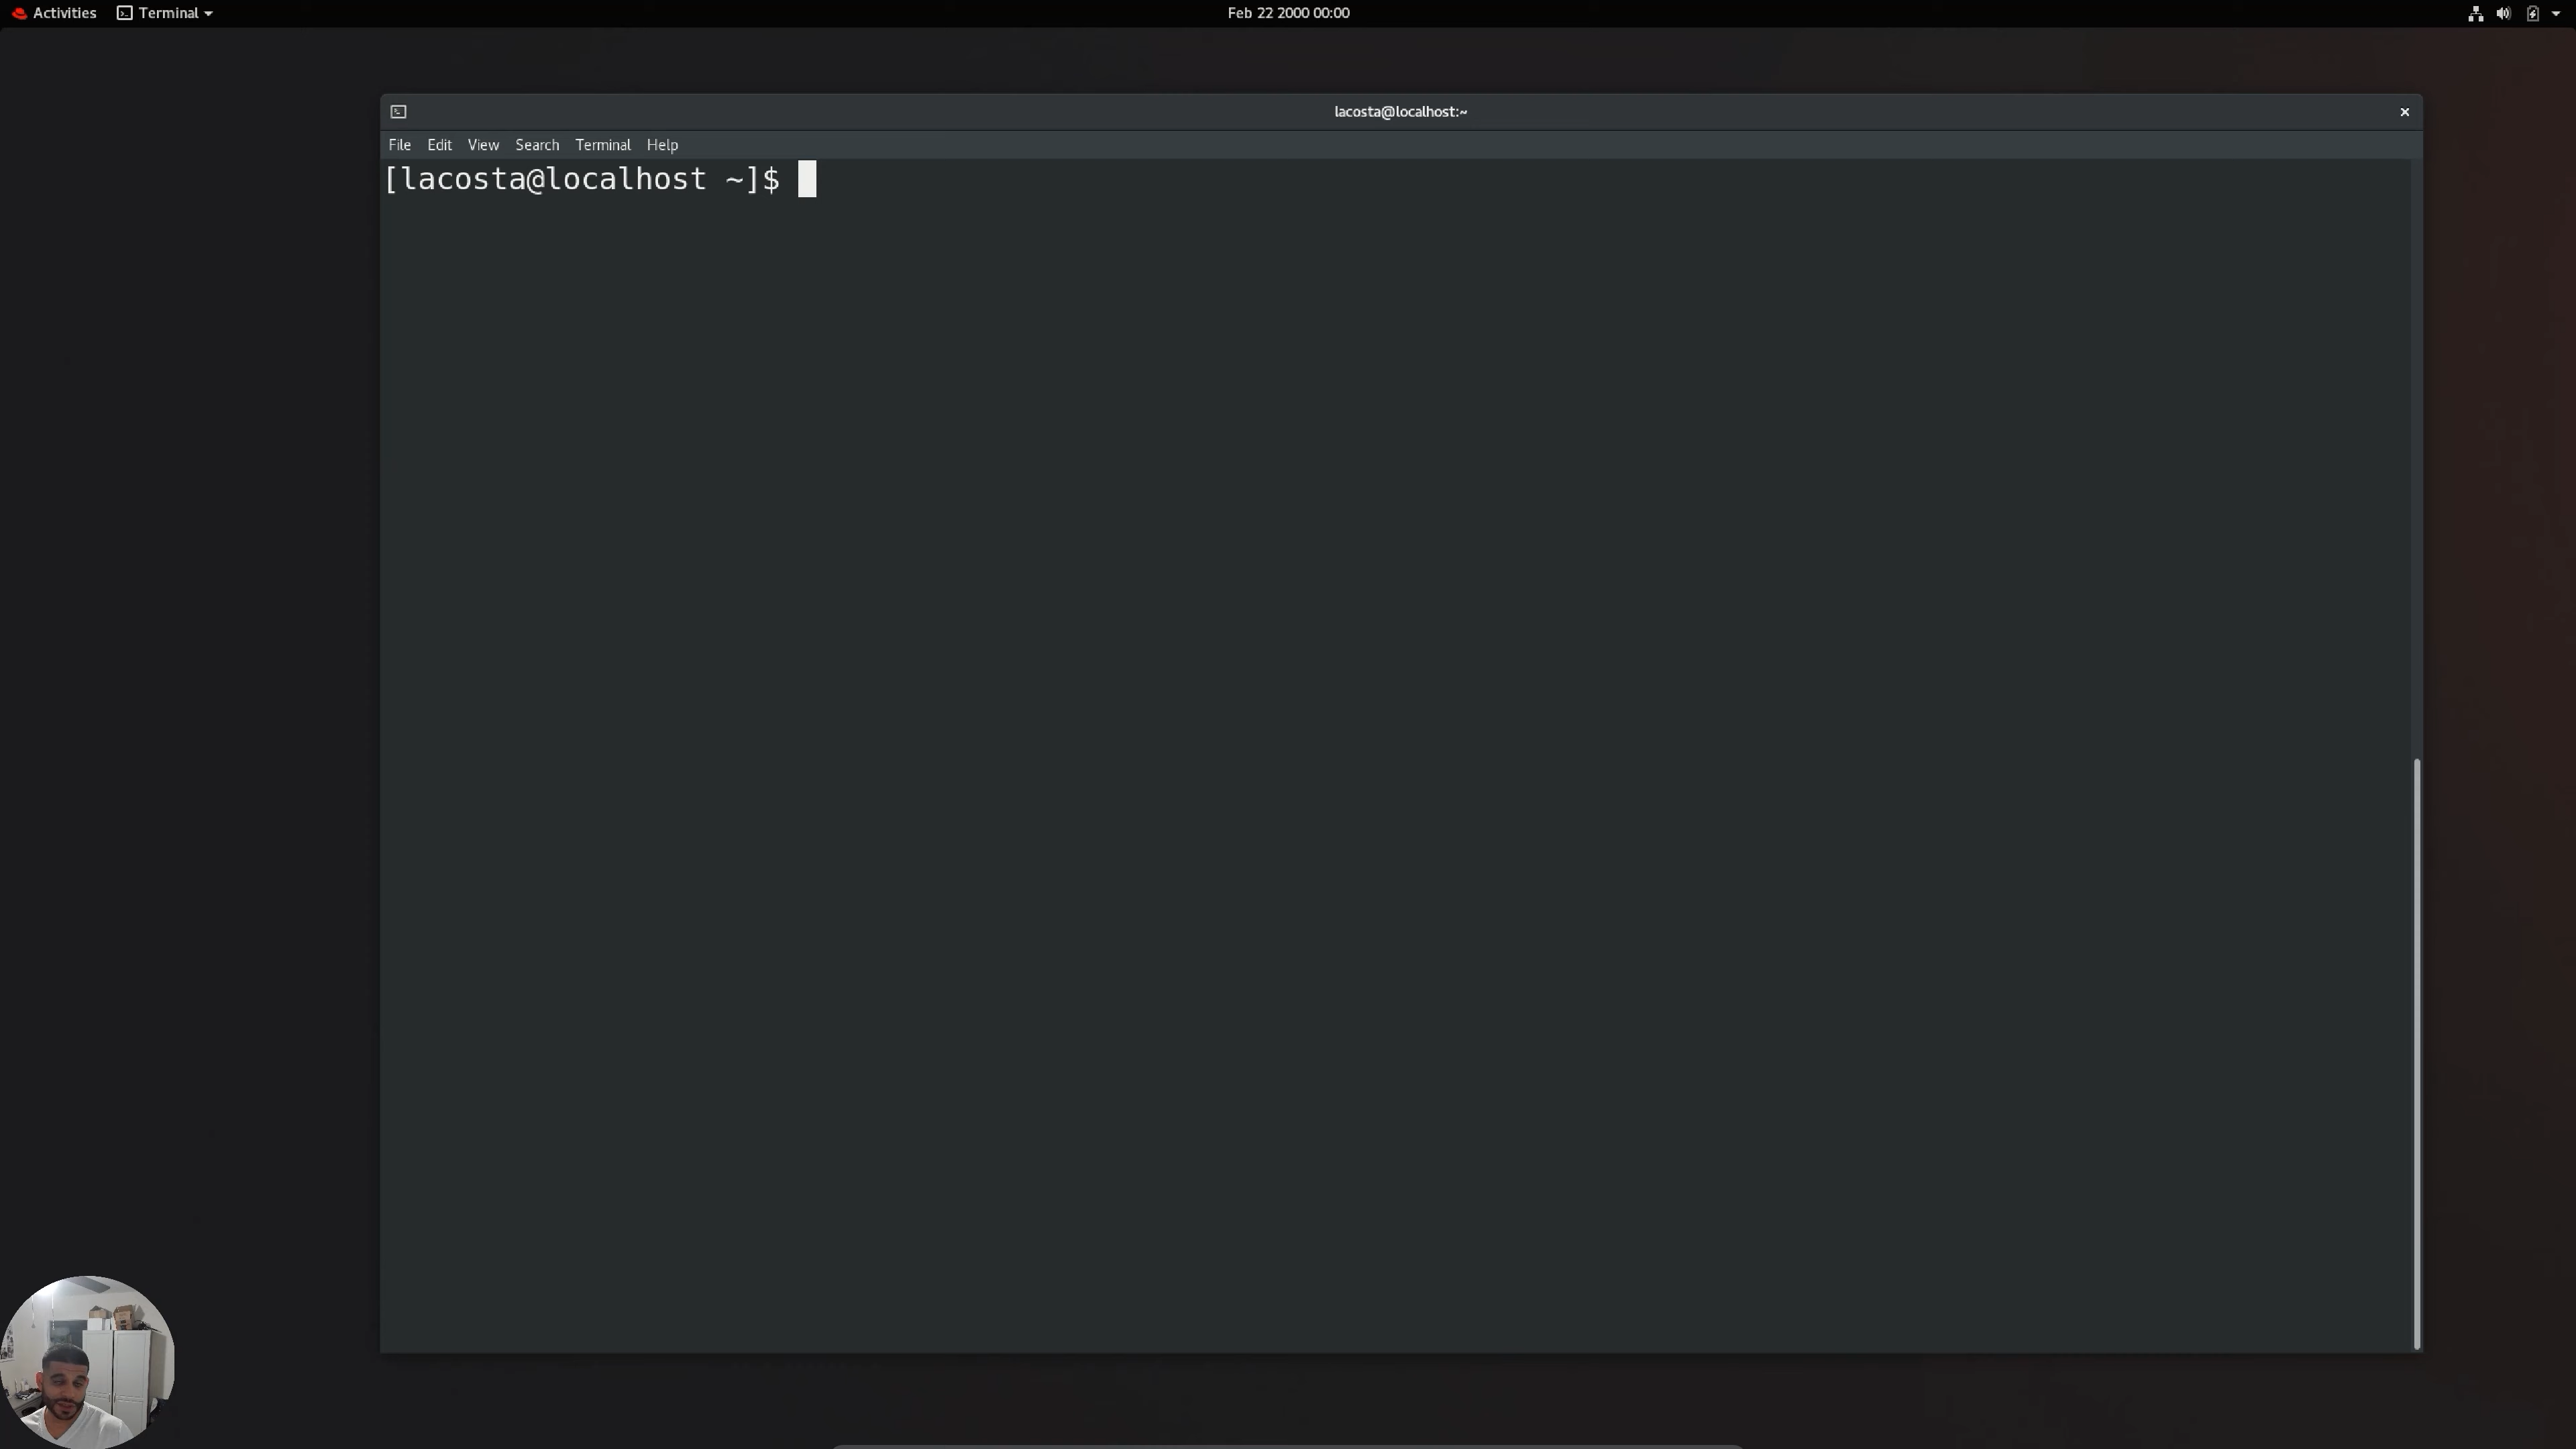 Activities Terminal Feb 22 2000 00:00
lacosta@localhost:~
File Edit View Search Terminal Help
[lacosta@localhost ~]$